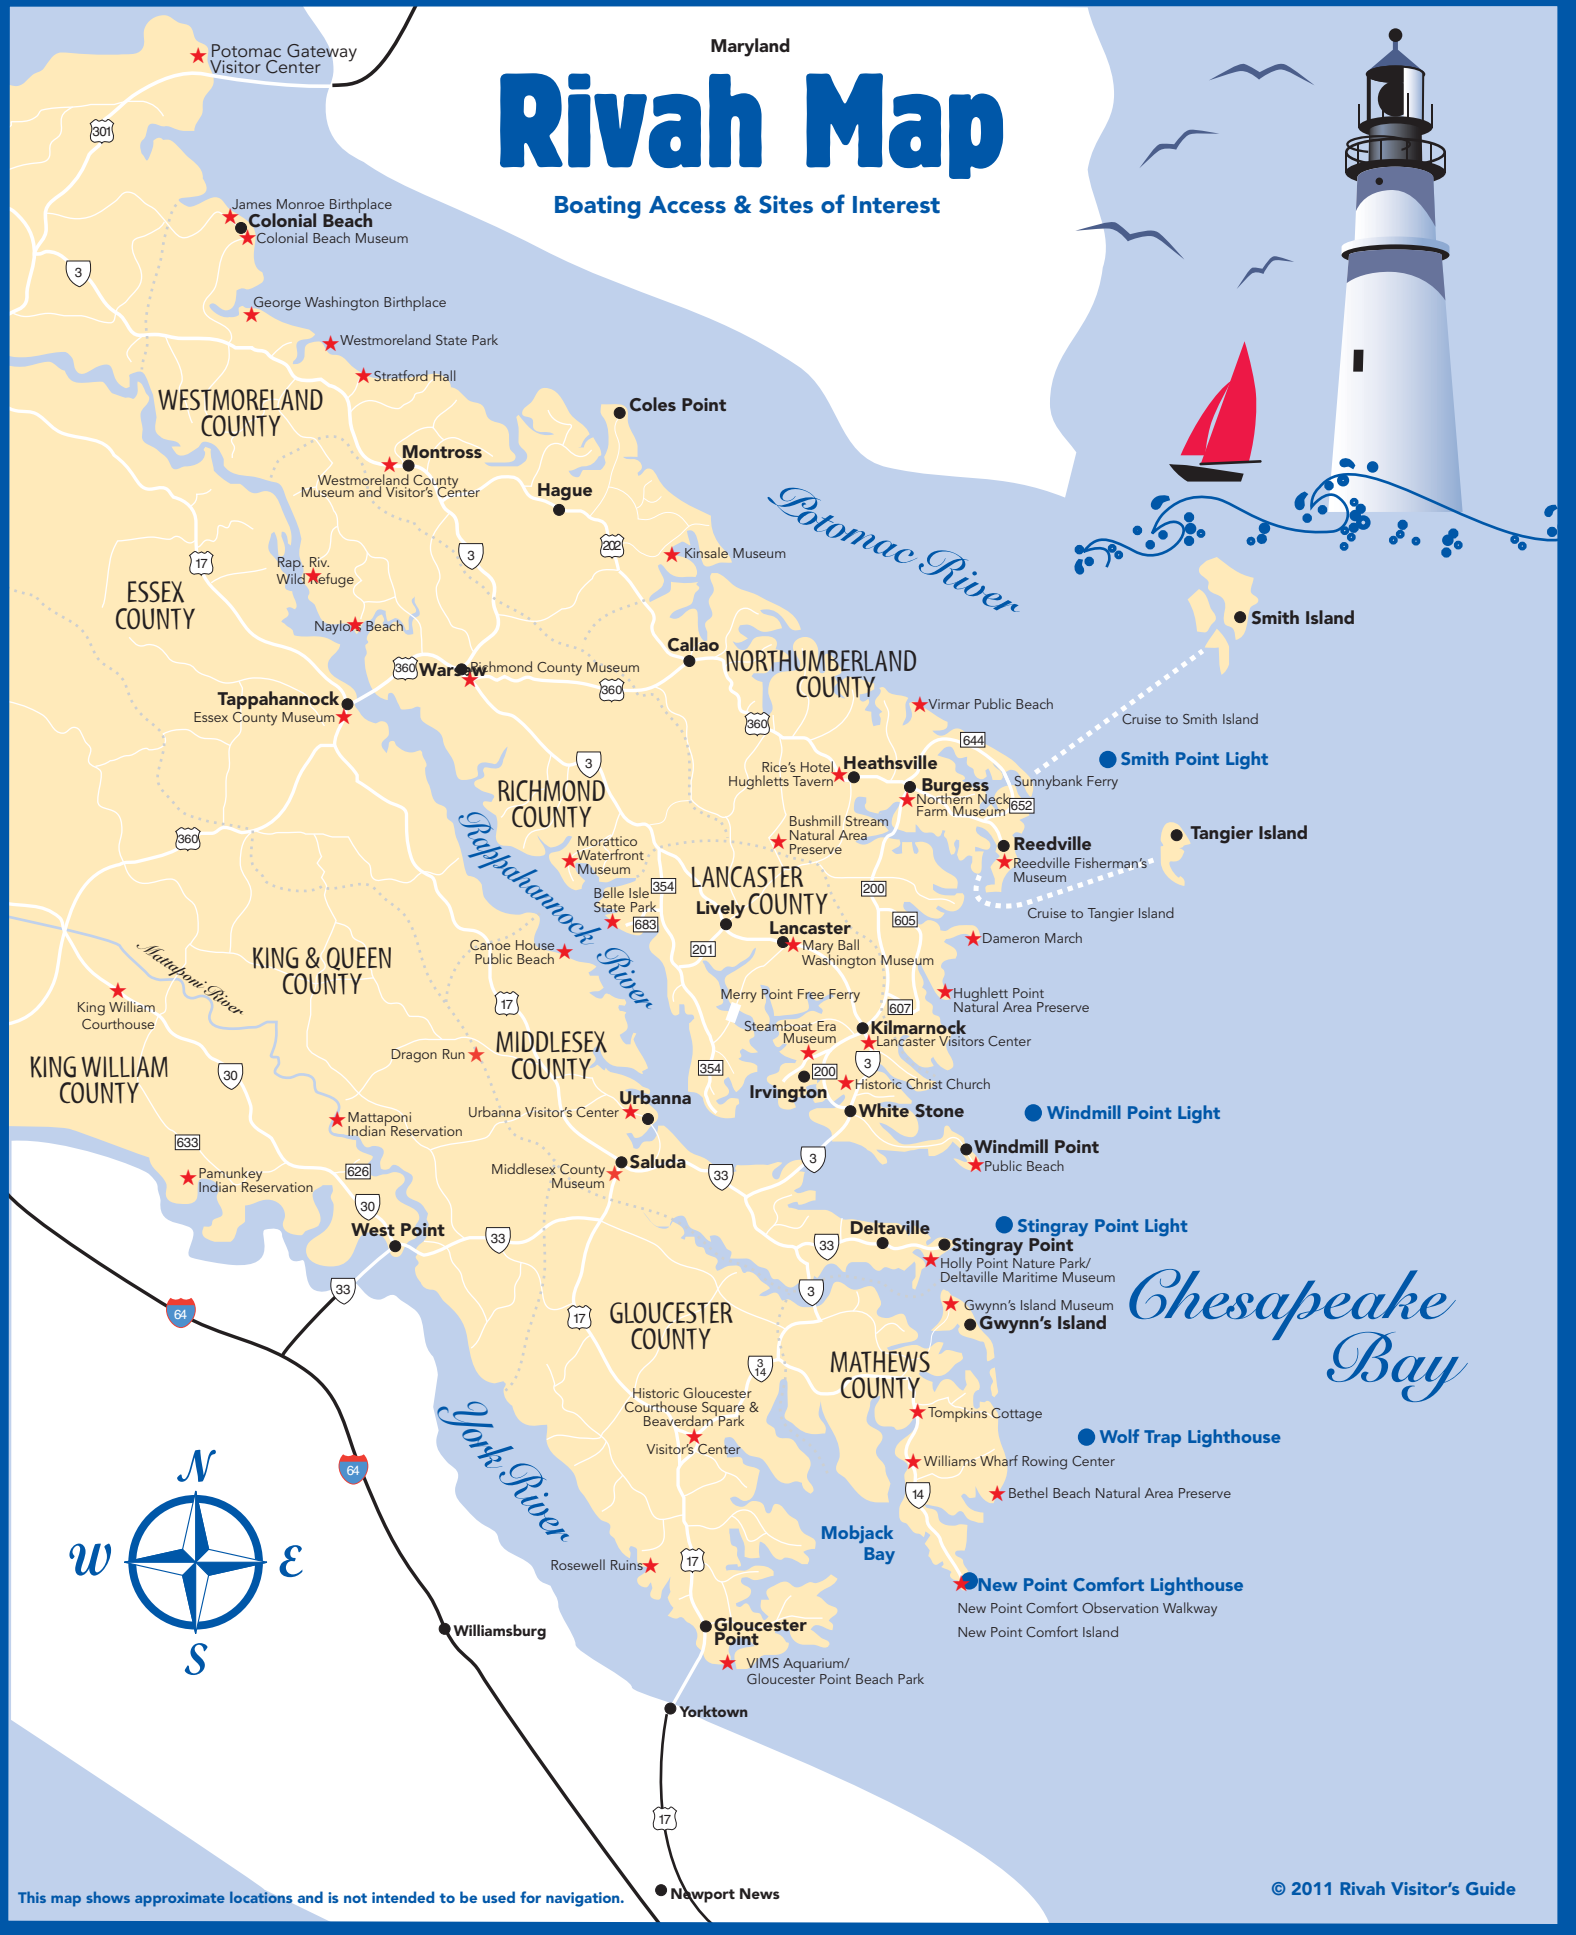 Maryland
Rivah Map
Boating Access & Sites of Interest
Potomac Gateway
Visitor Center
301
James Monroe Birthplace
Colonial Beach
Colonial Beach Museum
3
George Washington Birthplace
Westmoreland State Park
Stratford Hall
WESTMORELAND
COUNTY
Coles Point
Montross
Westmoreland County
Museum and Visitor's Center
Hague
Potomac River
202
3
17
Kinsale Museum
Rap. Riv.
Wild Refuge
ESSEX
COUNTY
Naylors Beach
Smith Island
Callao
NORTHUMBERLAND
COUNTY
360
Warsaw
Richmond County Museum
360
Tappahannock
Essex County Museum
Virmar Public Beach
Cruise to Smith Island
360
644
Smith Point Light
3
Rice's Hotel
Hughletts Tavern
Heathsville
Sunnybank Ferry
Burgess
Northern Neck
Farm Museum
652
RICHMOND
COUNTY
Rappahannock River
Bushmill Stream
Natural Area
Preserve
Tangier Island
360
Morattico
Waterfront
Museum
Reedville
Reedville Fisherman's
Museum
LANCASTER
COUNTY
354
200
Belle Isle
State Park
683
Lively
605
Cruise to Tangier Island
Lancaster
Mary Ball
Washington Museum
Dameron March
201
Canoe House
Public Beach
KING & QUEEN
COUNTY
Mattaponi River
King William
Courthouse
17
Merry Point Free Ferry
Hughlett Point
Natural Area Preserve
607
Steamboat Era
Museum
Kilmarnock
Lancaster Visitors Center
MIDDLESEX
COUNTY
Dragon Run
KING WILLIAM
COUNTY
30
354
3
200
Irvington
Historic Christ Church
Urbanna
Urbanna Visitor's Center
White Stone
Windmill Point Light
Mattaponi
Indian Reservation
633
Windmill Point
Public Beach
3
Saluda
Middlesex County
Museum
33
Pamunkey
Indian Reservation
626
30
West Point
33
Deltaville
Stingray Point Light
33
Stingray Point
Holly Point Nature Park/
Deltaville Maritime Museum
33
3
Chesapeake
Bay
64
17
GLOUCESTER
COUNTY
Gwynn's Island Museum
Gwynn's Island
MATHEWS
COUNTY
3
14
Historic Gloucester
Courthouse Square &
Beaverdam Park
Visitor's Center
Tompkins Cottage
Wolf Trap Lighthouse
York River
64
Williams Wharf Rowing Center
14
Bethel Beach Natural Area Preserve
N
W
E
S
Mobjack
Bay
17
Rosewell Ruins
New Point Comfort Lighthouse
New Point Comfort Observation Walkway
New Point Comfort Island
Gloucester
Point
Williamsburg
VIMS Aquarium/
Gloucester Point Beach Park
Yorktown
17
Newport News
This map shows approximate locations and is not intended to be used for navigation.
© 2011 Rivah Visitor's Guide